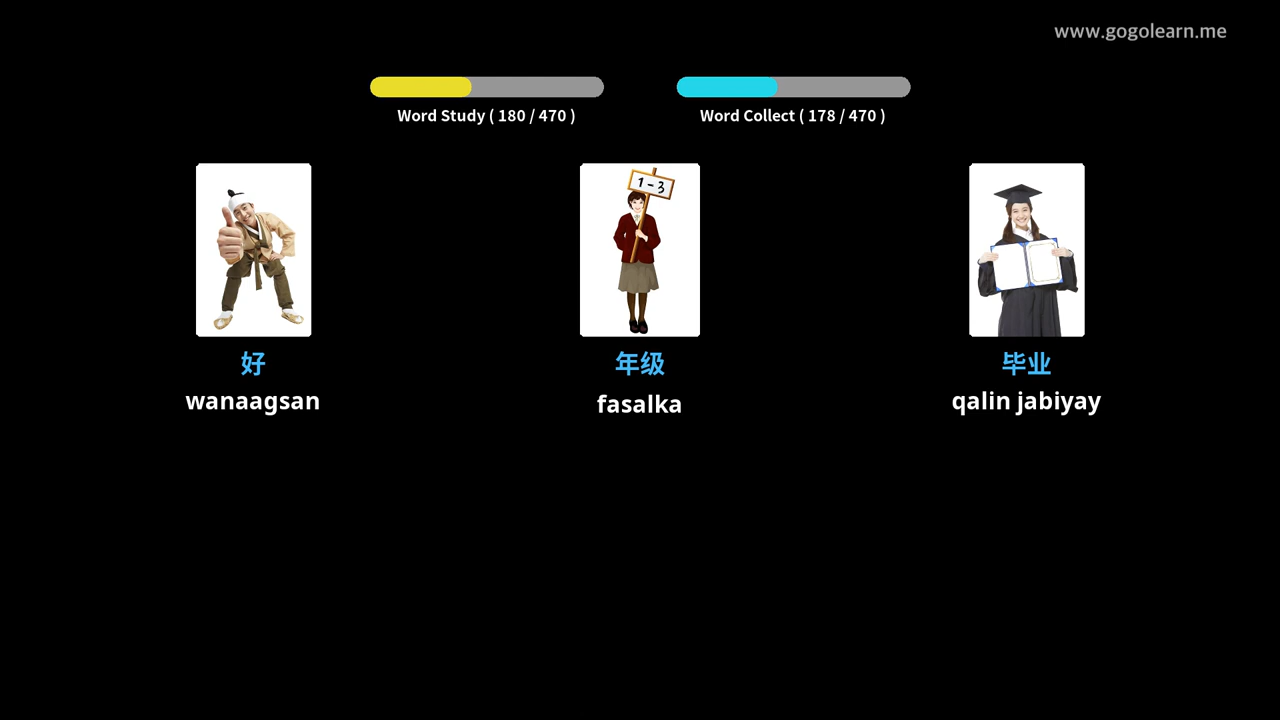 www.gogolearn.me
Word Study ( 180 / 470 )
Word Collect ( 178 / 470 )
1 - 3
好
wanaagsan
年级
fasalka
毕业
qalin jabiyay